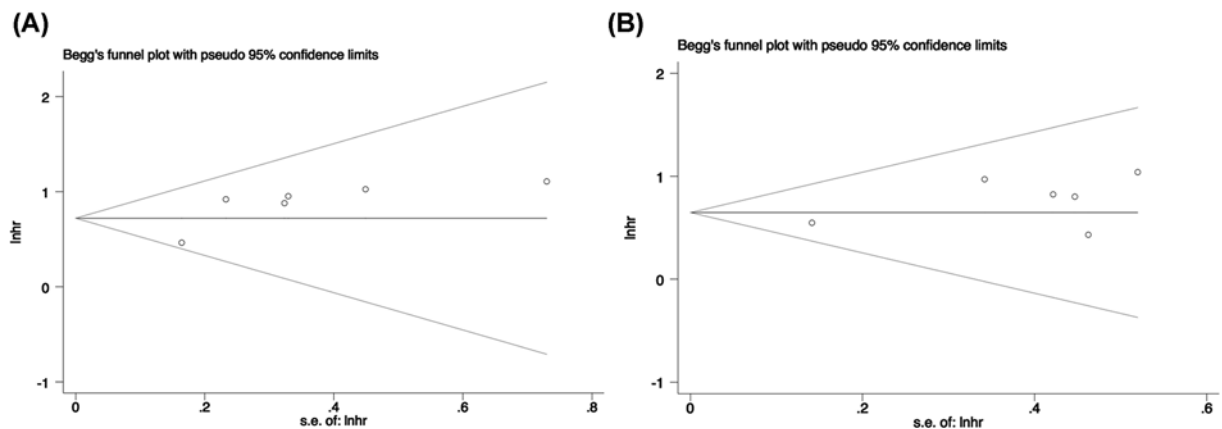 (A)
Begg's funnel plot with pseudo 95% confidence limits
2
1
0
-1
lnhr
0
.2
.4
.6
.8
s.e. of: lnhr
(B)
Begg's funnel plot with pseudo 95% confidence limits
2
1
0
-1
lnhr
0
.2
.4
.6
s.e. of: lnhr